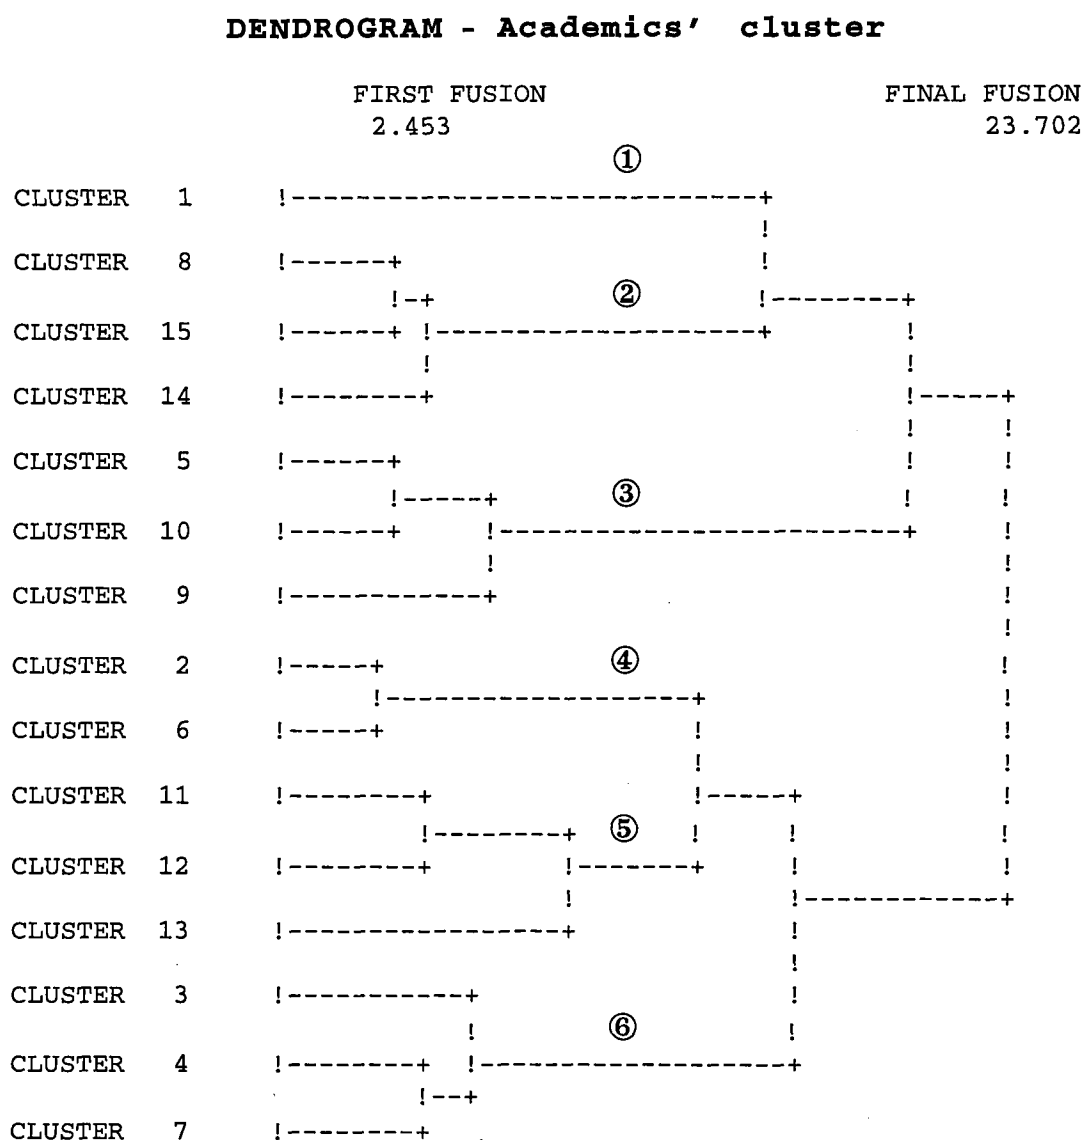 DENDROGRAM - Academics' cluster
FIRST FUSION FINAL FUSION
2.453 23.702
①
CLUSTER 1
CLUSTER 8
②
CLUSTER 15
CLUSTER 14
CLUSTER 5
③
CLUSTER 10
CLUSTER 9
CLUSTER 2 ④
CLUSTER 6
CLUSTER 11
⑤
CLUSTER 12
CLUSTER 13
CLUSTER 3
⑥
CLUSTER 4
CLUSTER 7